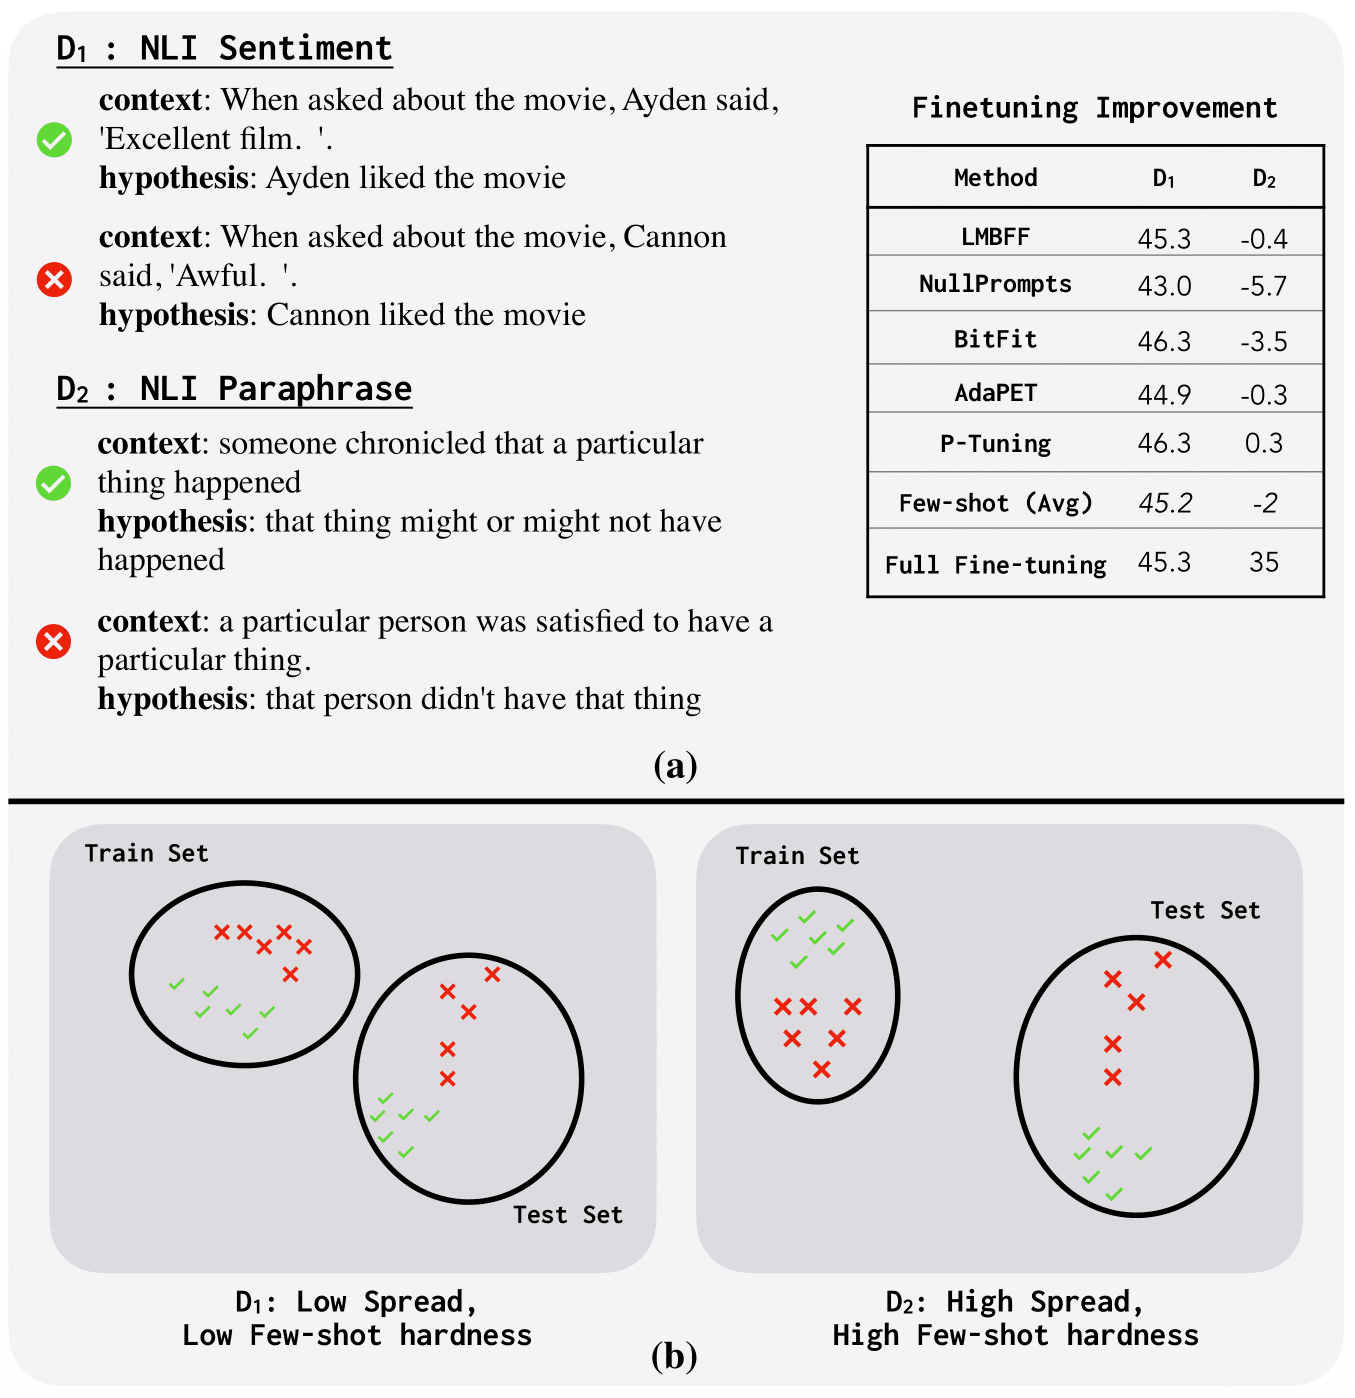 D₁ : NLI Sentiment
context: When asked about the movie, Ayden said,
'Excellent film.  '.
hypothesis: Ayden liked the movie
context: When asked about the movie, Cannon
said, 'Awful.  '.
hypothesis: Cannon liked the movie
D₂ : NLI Paraphrase
context: someone chronicled that a particular
thing happened
hypothesis: that thing might or might not have
happened
context: a particular person was satisfied to have a
particular thing.
hypothesis: that person didn't have that thing
Finetuning Improvement
Method D₁ D₂
LMBFF 45.3 -0.4
NullPrompts 43.0 -5.7
BitFit 46.3 -3.5
AdaPET 44.9 -0.3
P-Tuning 46.3 0.3
Few-shot (Avg) 45.2 -2
Full Fine-tuning 45.3 35
(a)
Train Set
Test Set
D₁: Low Spread,
Low Few-shot hardness
Train Set
Test Set
D₂: High Spread,
High Few-shot hardness
(b)